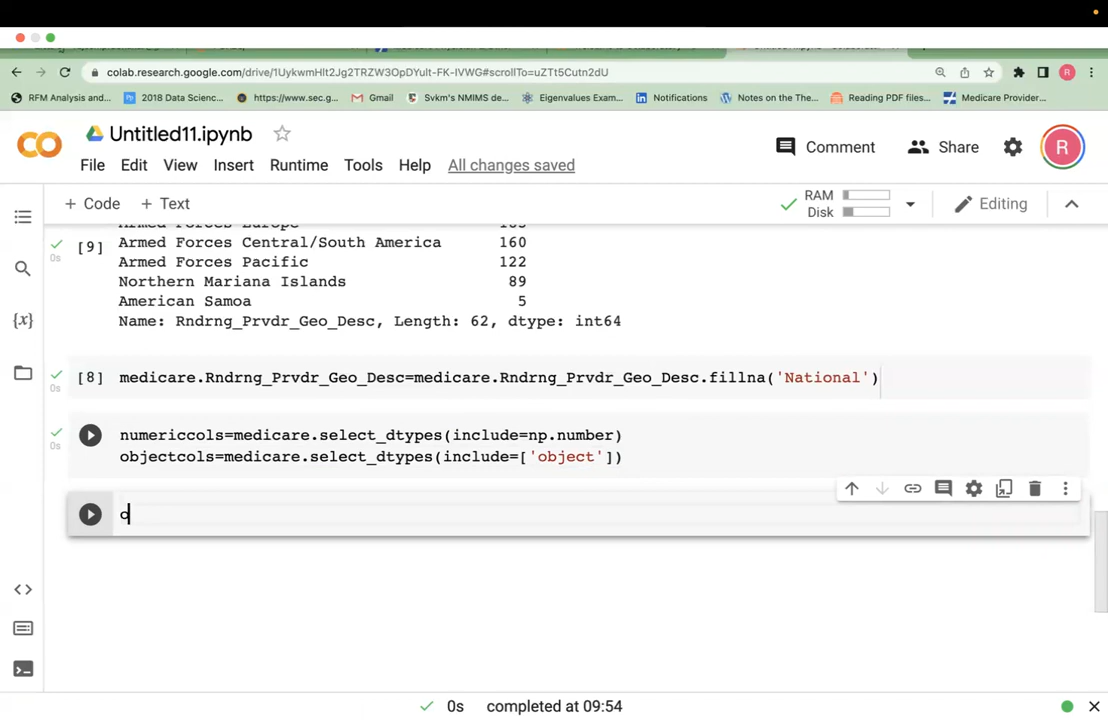 colab.research.google.com/drive/1UykwmHlt2Jg2TRZW3OpDYult-FK-IVWG#scrollTo=uZTt5Cutn2dU
RFM Analysis and... 2018 Data Scienc... https://www.sec.g... Gmail Svkm's NMIMS de... Eigenvalues Exam... Notifications Notes on the The... Reading PDF files... Medicare Provider...
Untitled11.ipynb
Comment Share R
File Edit View Insert Runtime Tools Help All changes saved
+ Code + Text RAM Disk Editing
[9]
0s
Armed Forces Central/South America 160
Armed Forces Pacific 122
Northern Mariana Islands 89
American Samoa 5
Name: Rndrng_Prvdr_Geo_Desc, Length: 62, dtype: int64
[8] medicare.Rndrng_Prvdr_Geo_Desc=medicare.Rndrng_Prvdr_Geo_Desc.fillna('National')
0s
numericcols=medicare.select_dtypes(include=np.number)
0s
objectcols=medicare.select_dtypes(include=['object'])
c
0s completed at 09:54